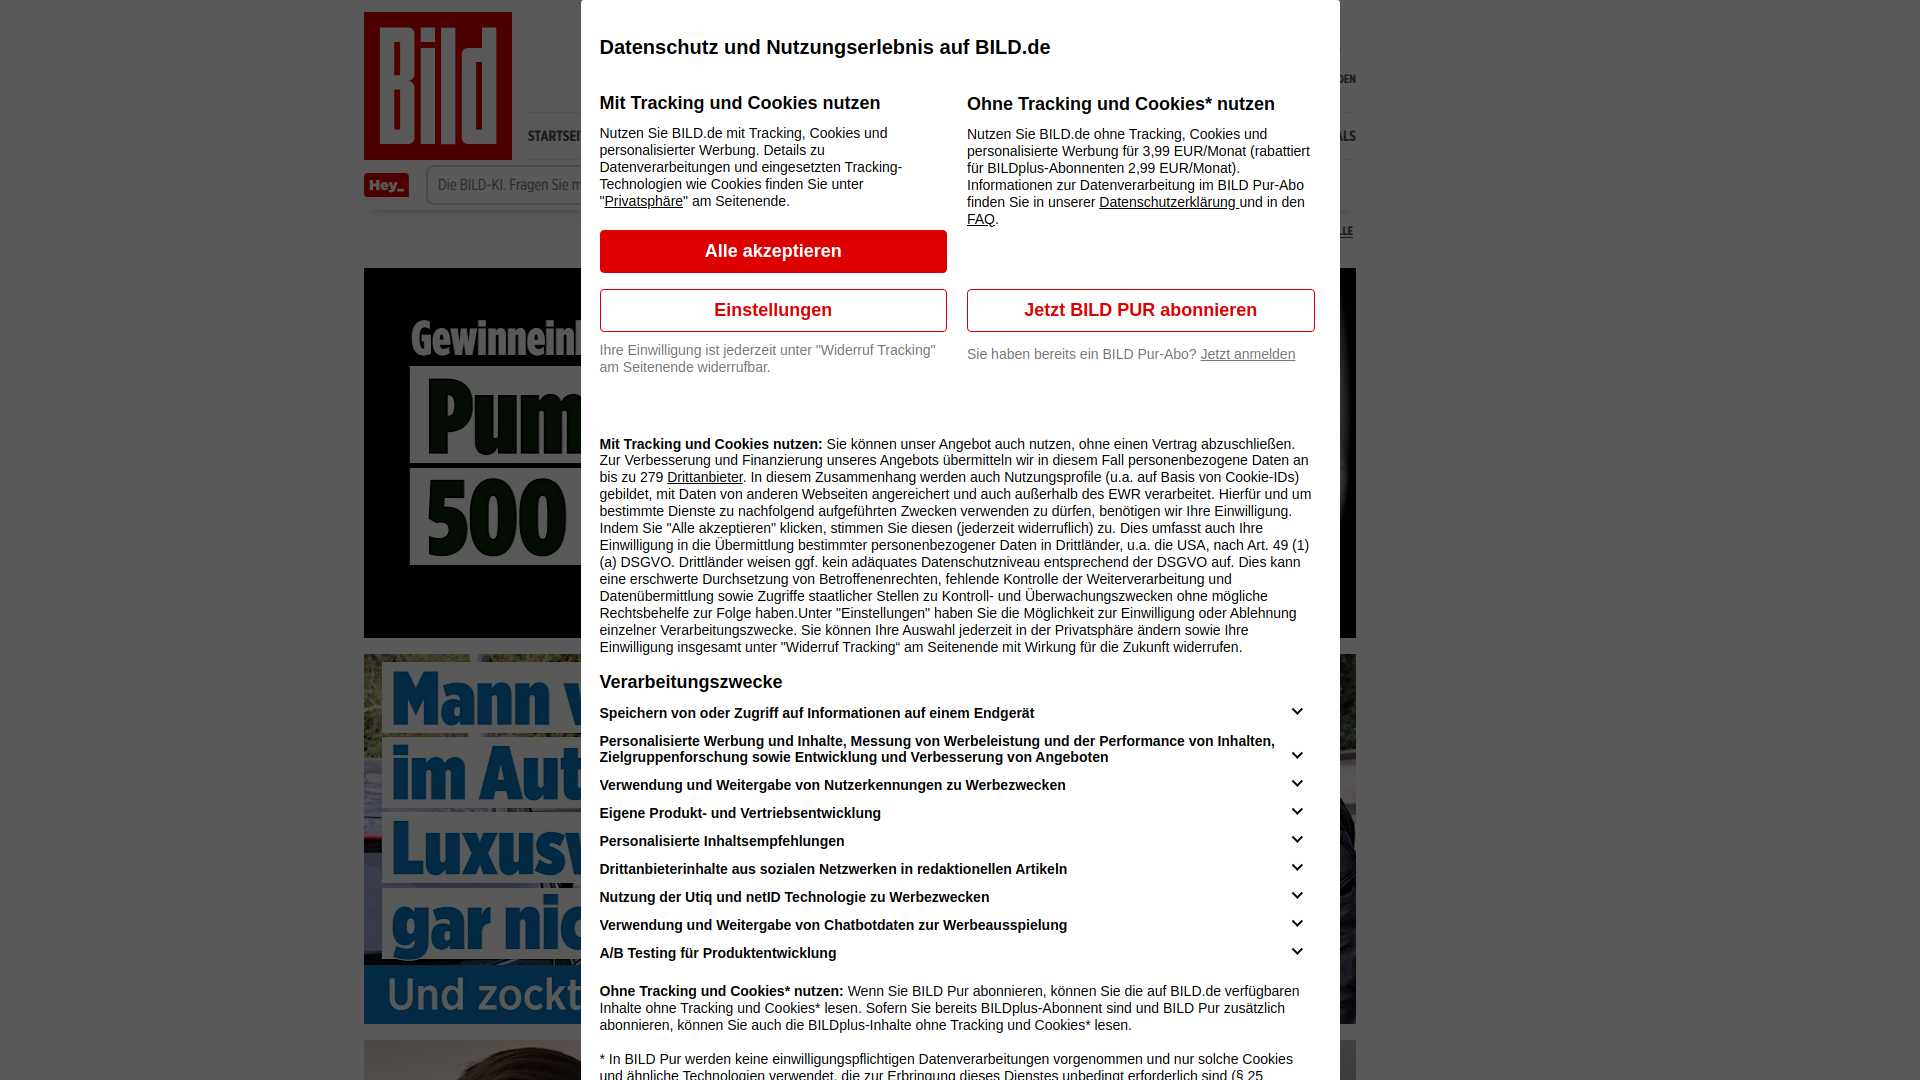 Bild
STARTSEI
Hey_
Die BILD-KI. Fragen Sie m
Gewinnein
Pum
500
Mann v
im Aut
Luxusv
gar nic
Und zockt
DEN
ALS
LLE
Datenschutz und Nutzungserlebnis auf BILD.de
Mit Tracking und Cookies nutzen
Nutzen Sie BILD.de mit Tracking, Cookies und
personalisierter Werbung. Details zu
Datenverarbeitungen und eingesetzten Tracking-
Technologien wie Cookies finden Sie unter
"Privatsphäre" am Seitenende.
Alle akzeptieren
Einstellungen
Ihre Einwilligung ist jederzeit unter "Widerruf Tracking"
am Seitenende widerrufbar.
Ohne Tracking und Cookies* nutzen
Nutzen Sie BILD.de ohne Tracking, Cookies und
personalisierte Werbung für 3,99 EUR/Monat (rabattiert
für BILDplus-Abonnenten 2,99 EUR/Monat).
Informationen zur Datenverarbeitung im BILD Pur-Abo
finden Sie in unserer Datenschutzerklärung und in den
FAQ.
Jetzt BILD PUR abonnieren
Sie haben bereits ein BILD Pur-Abo? Jetzt anmelden
Mit Tracking und Cookies nutzen: Sie können unser Angebot auch nutzen, ohne einen Vertrag abzuschließen.
Zur Verbesserung und Finanzierung unseres Angebots übermitteln wir in diesem Fall personenbezogene Daten an
bis zu 279 Drittanbieter. In diesem Zusammenhang werden auch Nutzungsprofile (u.a. auf Basis von Cookie-IDs)
gebildet, mit Daten von anderen Webseiten angereichert und auch außerhalb des EWR verarbeitet. Hierfür und um
bestimmte Dienste zu nachfolgend aufgeführten Zwecken verwenden zu dürfen, benötigen wir Ihre Einwilligung.
Indem Sie "Alle akzeptieren" klicken, stimmen Sie diesen (jederzeit widerruflich) zu. Dies umfasst auch Ihre
Einwilligung in die Übermittlung bestimmter personenbezogener Daten in Drittländer, u.a. die USA, nach Art. 49 (1)
(a) DSGVO. Drittländer weisen ggf. kein adäquates Datenschutzniveau entsprechend der DSGVO auf. Dies kann
eine erschwerte Durchsetzung von Betroffenenrechten, fehlende Kontrolle der Weiterverarbeitung und
Datenübermittlung sowie Zugriffe staatlicher Stellen zu Kontroll- und Überwachungszwecken ohne mögliche
Rechtsbehelfe zur Folge haben.Unter "Einstellungen" haben Sie die Möglichkeit zur Einwilligung oder Ablehnung
einzelner Verarbeitungszwecke. Sie können Ihre Auswahl jederzeit in der Privatsphäre ändern sowie Ihre
Einwilligung insgesamt unter "Widerruf Tracking“ am Seitenende mit Wirkung für die Zukunft widerrufen.
Verarbeitungszwecke
Speichern von oder Zugriff auf Informationen auf einem Endgerät
Personalisierte Werbung und Inhalte, Messung von Werbeleistung und der Performance von Inhalten,
Zielgruppenforschung sowie Entwicklung und Verbesserung von Angeboten
Verwendung und Weitergabe von Nutzerkennungen zu Werbezwecken
Eigene Produkt- und Vertriebsentwicklung
Personalisierte Inhaltsempfehlungen
Drittanbieterinhalte aus sozialen Netzwerken in redaktionellen Artikeln
Nutzung der Utiq und netID Technologie zu Werbezwecken
Verwendung und Weitergabe von Chatbotdaten zur Werbeausspielung
A/B Testing für Produktentwicklung
Ohne Tracking und Cookies* nutzen: Wenn Sie BILD Pur abonnieren, können Sie die auf BILD.de verfügbaren
Inhalte ohne Tracking und Cookies* lesen. Sofern Sie bereits BILDplus-Abonnent sind und BILD Pur zusätzlich
abonnieren, können Sie auch die BILDplus-Inhalte ohne Tracking und Cookies* lesen.
* In BILD Pur werden keine einwilligungspflichtigen Datenverarbeitungen vorgenommen und nur solche Cookies
und ähnliche Technologien verwendet, die zur Erbringung dieses Dienstes unbedingt erforderlich sind (§ 25